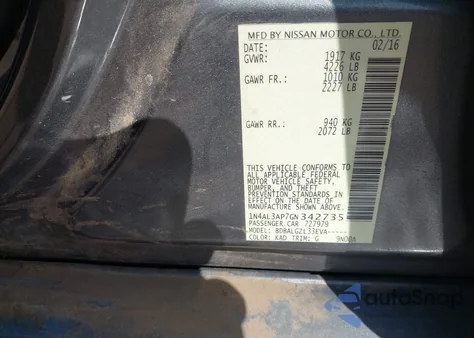 MFD BY NISSAN MOTOR CO., LTD.
DATE: 02/16
GVWR: 1917 KG
4226 LB
GAWR FR.: 1010 KG
2227 LB
GAWR RR.: 940 KG
2072 LB
THIS VEHICLE CONFORMS TO
ALL APPLICABLE FEDERAL
MOTOR VEHICLE SAFETY,
BUMPER, AND THEFT
PREVENTION STANDARDS IN
EFFECT ON THE DATE OF
MANUFACTURE SHOWN ABOVE.
1N4AL3AP7GN342735
PASSENGER CAR 727979
MODEL: BDBALGZL33EVA-----
COLOR: KAD TRIM: G 9N0BA
autoSnap